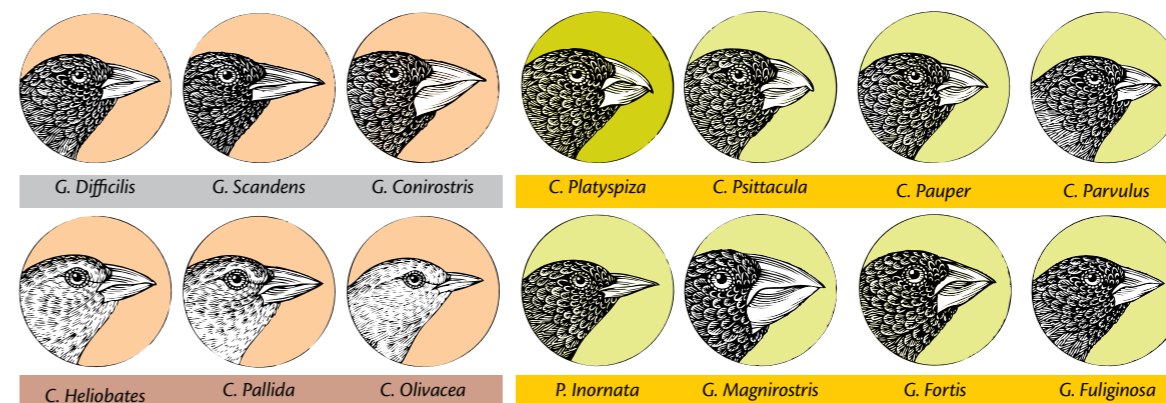 G. Difficilis
G. Scandens
G. Conirostris
C. Platyspiza
C. Psittacula
C. Pauper
C. Parvulus
C. Heliobates
C. Pallida
C. Olivacea
P. Inornata
G. Magnirostris
G. Fortis
G. Fuliginosa